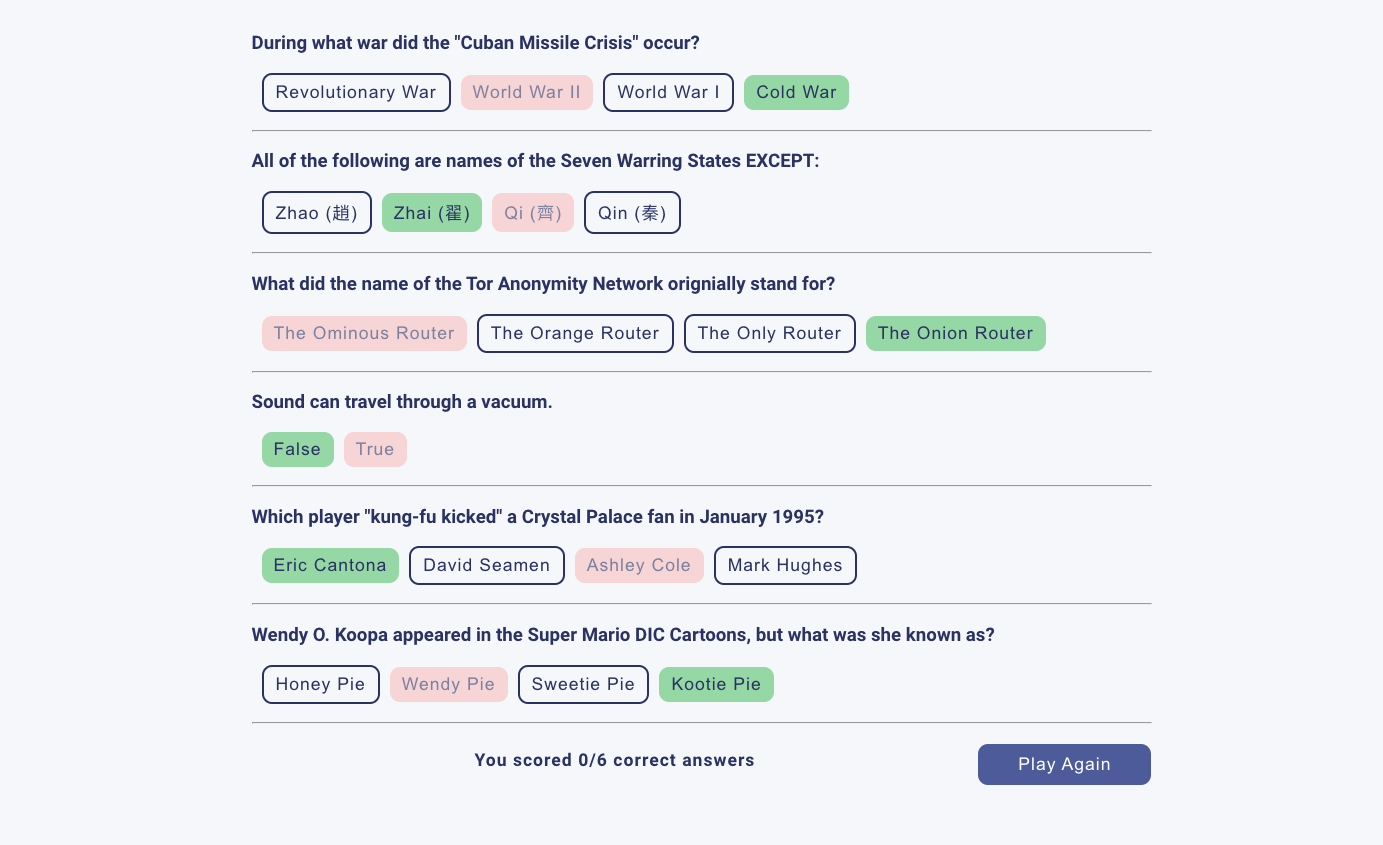 During what war did the "Cuban Missile Crisis" occur?
Revolutionary War World War II World War I Cold War
All of the following are names of the Seven Warring States EXCEPT:
Zhao (趙) Zhai (翟) Qi (齊) Qin (秦)
What did the name of the Tor Anonymity Network orignially stand for?
The Ominous Router The Orange Router The Only Router The Onion Router
Sound can travel through a vacuum.
False True
Which player "kung-fu kicked" a Crystal Palace fan in January 1995?
Eric Cantona David Seamen Ashley Cole Mark Hughes
Wendy O. Koopa appeared in the Super Mario DIC Cartoons, but what was she known as?
Honey Pie Wendy Pie Sweetie Pie Kootie Pie
You scored 0/6 correct answers Play Again